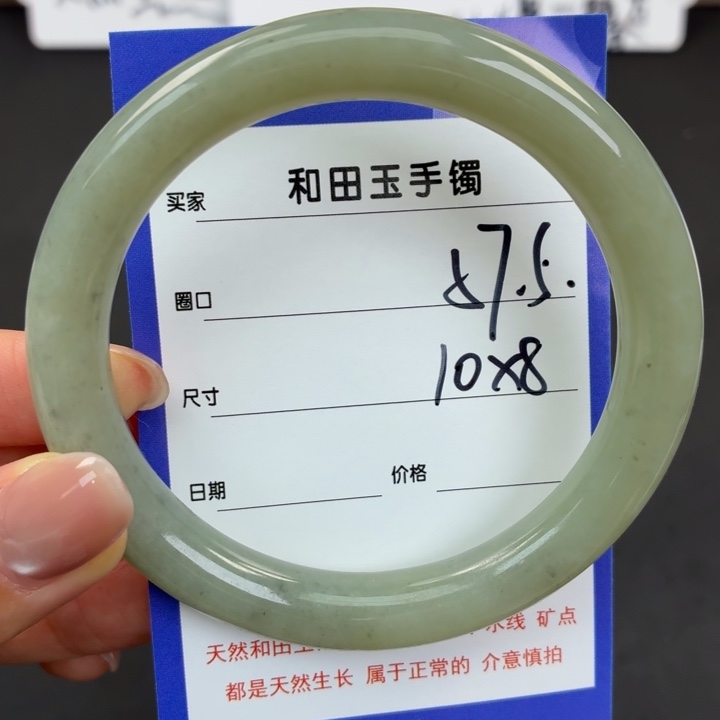 和田玉手镯
买家
圈口 57.5.
尺寸 10x8
日期 价格
天然和田玉 水线 矿点
都是天然生长 属于正常的 介意慎拍